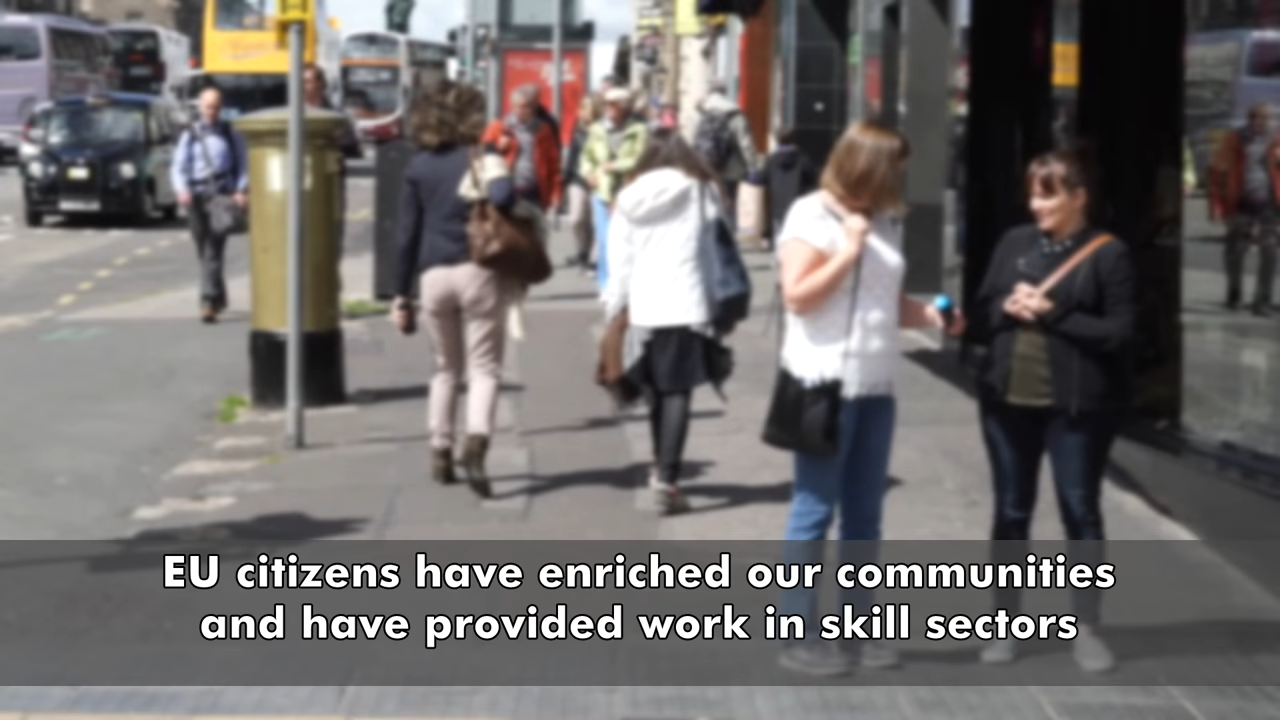 EU citizens have enriched our communities
and have provided work in skill sectors